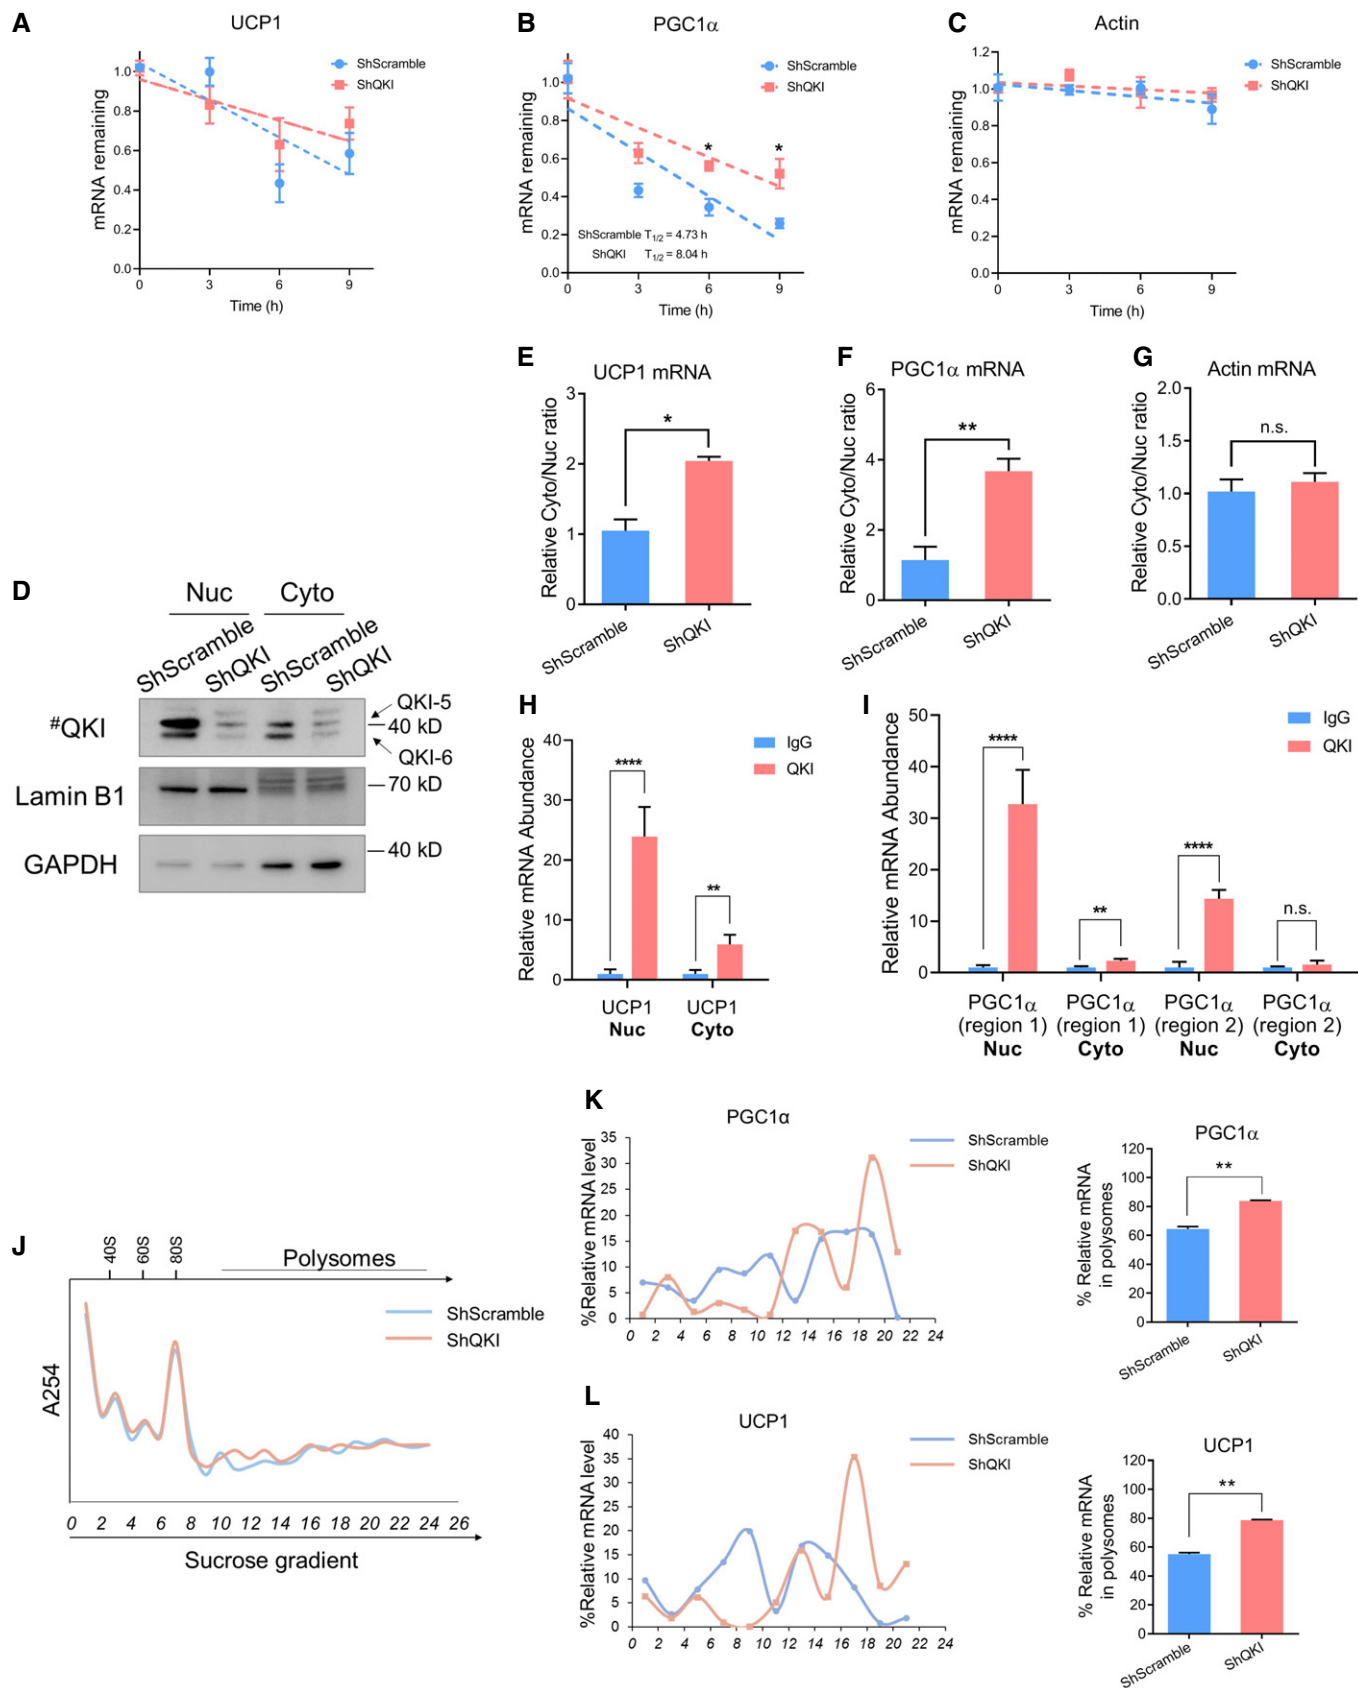 A
UCP1
mRNA remaining
1.0
0.8
0.6
0.4
0.2
0.0
0 3 6 9
Time (h)
ShScramble
ShQKI
B
PGC1α
mRNA remaining
1.0
0.8
0.6
0.4
0.2
0.0
* *
ShScramble T1/2 = 4.73 h
ShQKI T1/2 = 8.04 h
0 3 6 9
Time (h)
ShScramble
ShQKI
C
Actin
mRNA remaining
1.2
1.0
0.8
0.6
0.4
0.2
0.0
0 3 6 9
Time (h)
ShScramble
ShQKI
D
Nuc Cyto
ShScramble ShQKI ShScramble ShQKI
#QKI
QKI-5
40 kD
QKI-6
Lamin B1
70 kD
GAPDH
40 kD
E
UCP1 mRNA
Relative Cyto/Nuc ratio
3
2
1
0
*
ShScramble ShQKI
F
PGC1α mRNA
Relative Cyto/Nuc ratio
6
4
2
0
**
ShScramble ShQKI
G
Actin mRNA
Relative Cyto/Nuc ratio
2.0
1.5
1.0
0.5
0.0
n.s.
ShScramble ShQKI
H
Relative mRNA Abundance
40
30
20
10
0
**** **
IgG
QKI
UCP1 UCP1
Nuc Cyto
I
Relative mRNA Abundance
50
40
30
20
10
0
**** ** **** n.s.
IgG
QKI
PGC1α PGC1α PGC1α PGC1α
(region 1) (region 1) (region 2) (region 2)
Nuc Cyto Nuc Cyto
J
40S 60S 80S
Polysomes
ShScramble
ShQKI
A254
0 2 4 6 8 10 12 14 16 18 20 22 24 26
Sucrose gradient
K
PGC1α
%Relative mRNA level
35
30
25
20
15
10
5
0
0 2 4 6 8 10 11 12 14 16 18 20 22 24
ShScramble
ShQKI
PGC1α
% Relative mRNA
in polysomes
120
100
80
60
40
20
0
**
ShScramble ShQKI
L
UCP1
%Relative mRNA level
40
35
30
25
20
15
10
5
0
0 2 4 6 8 10 12 14 16 18 20 22 24
ShScramble
ShQKI
UCP1
% Relative mRNA
in polysomes
120
100
80
60
40
20
0
**
ShScramble ShQKI